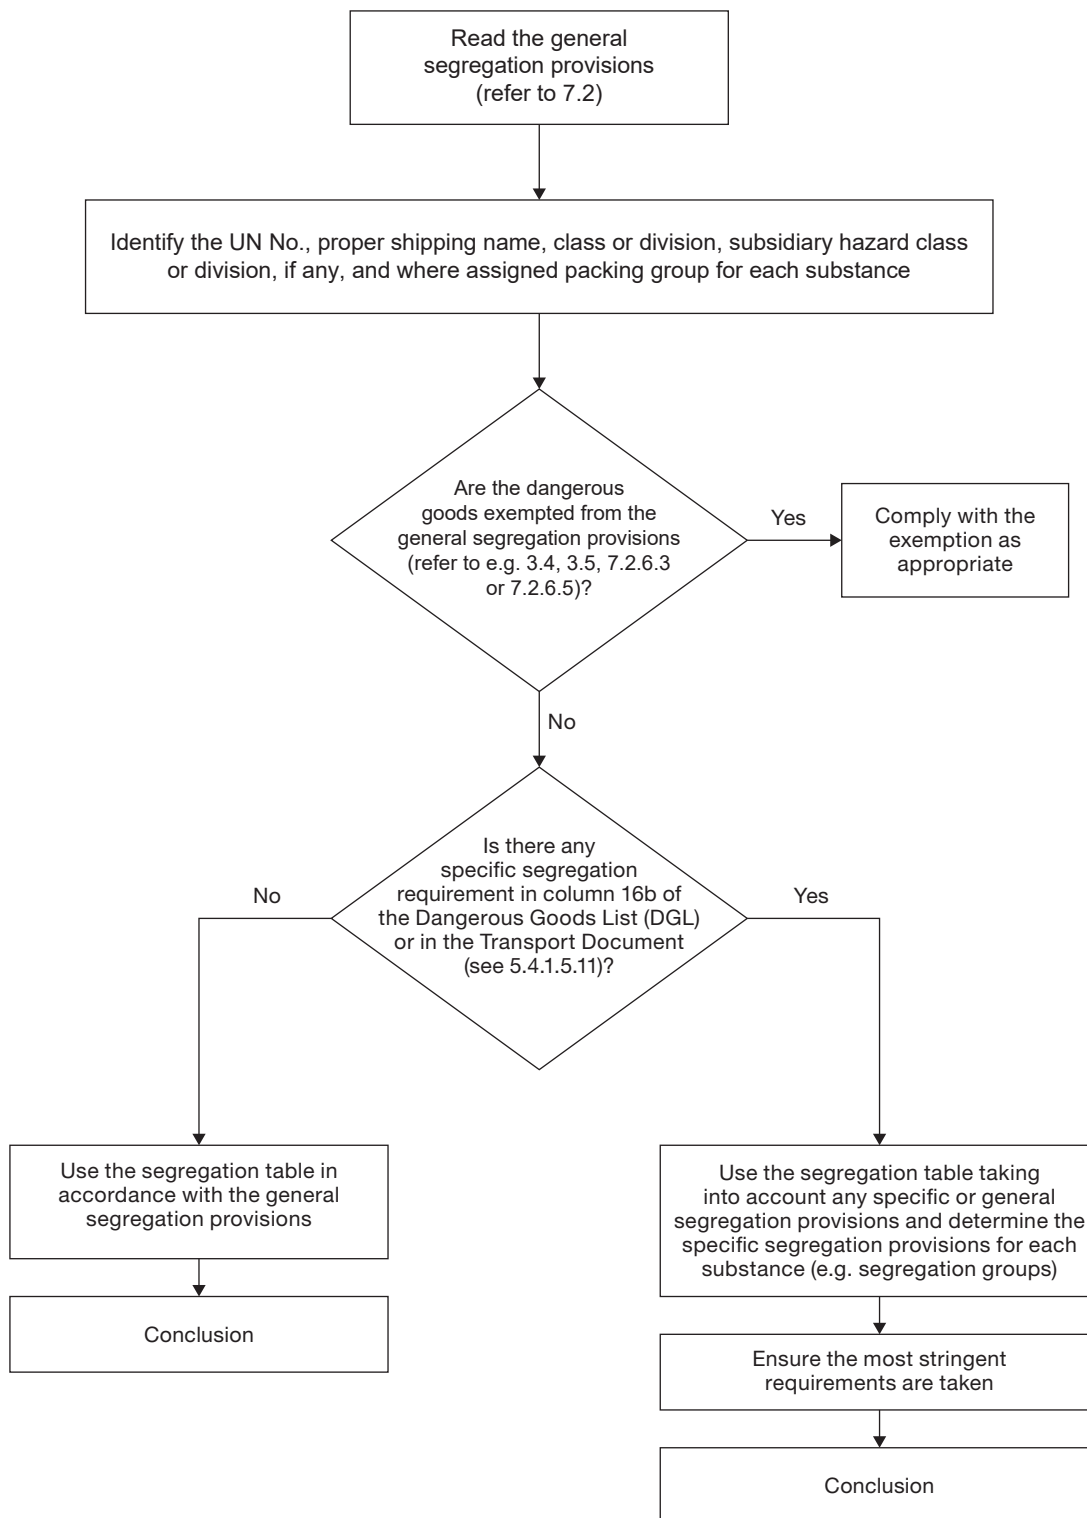 Read the general
segregation provisions
(refer to 7.2)
Identify the UN No., proper shipping name, class or division, subsidiary hazard class
or division, if any, and where assigned packing group for each substance
Are the dangerous
goods exempted from the
general segregation provisions
(refer to e.g. 3.4, 3.5, 7.2.6.3
or 7.2.6.5)?
Yes
Comply with the
exemption as
appropriate
No
Is there any
specific segregation
requirement in column 16b of
the Dangerous Goods List (DGL)
or in the Transport Document
(see 5.4.1.5.11)?
No
Yes
Use the segregation table in
accordance with the general
segregation provisions
Conclusion
Use the segregation table taking
into account any specific or general
segregation provisions and determine the
specific segregation provisions for each
substance (e.g. segregation groups)
Ensure the most stringent
requirements are taken
Conclusion